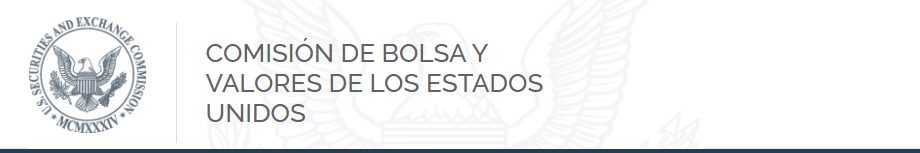 U.S. SECURITIES AND EXCHANGE COMMISSION
MCMXXXIV
COMISIÓN DE BOLSA Y
VALORES DE LOS ESTADOS
UNIDOS